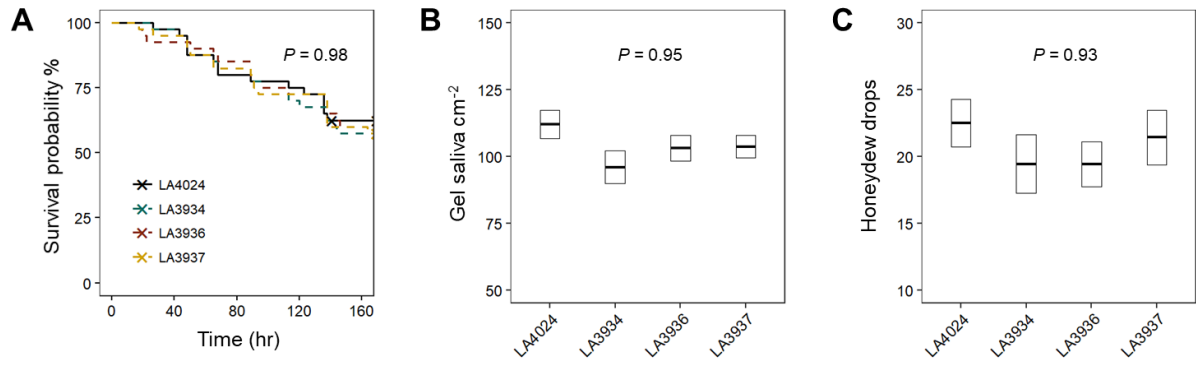 A
Survival probability %
100
75
50
25
0
P = 0.98
LA4024
LA3934
LA3936
LA3937
0 40 80 120 160
Time (hr)
B
Gel saliva cm-2
150
125
100
75
50
P = 0.95
LA4024 LA3934 LA3936 LA3937
C
Honeydew drops
30
25
20
15
10
P = 0.93
LA4024 LA3934 LA3936 LA3937